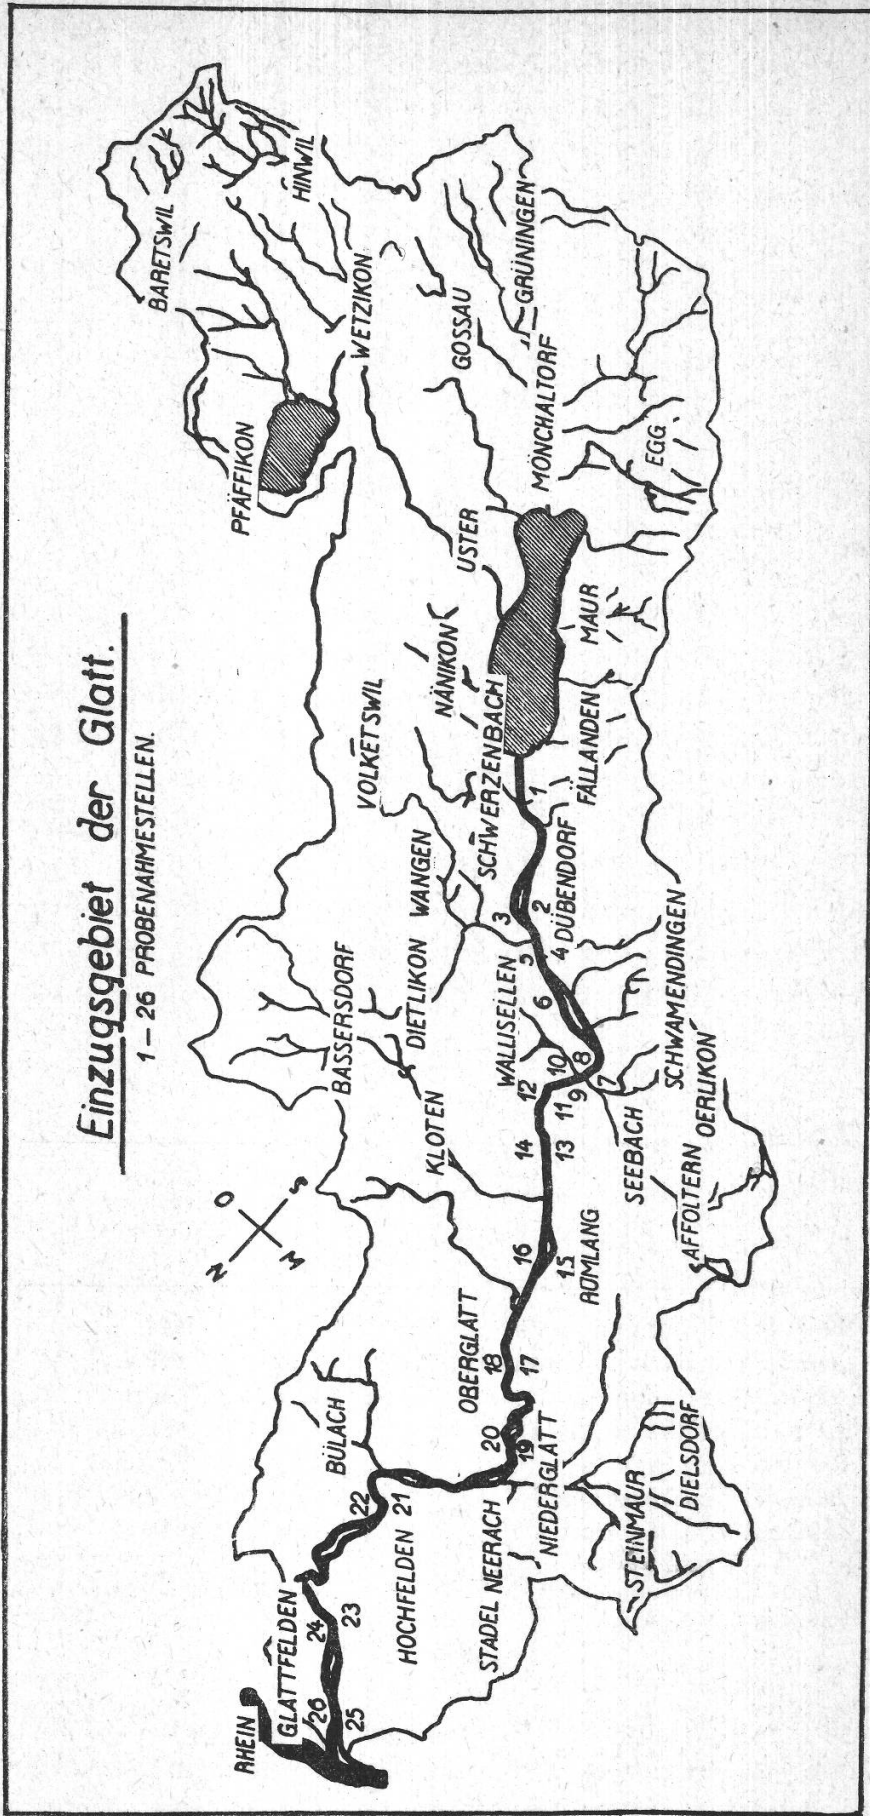 Einzugsgebiet der Glatt.
1–26 PROBENAHMESTELLEN.
N
O
S
W
RHEIN
GLATTFELDEN
26
25
24
23
HOCHFELDEN
22
21
BÜLACH
STADEL
NEERACH
NIEDERGLATT
STEINMAUR
DIELSDORF
20
19
OBERGLATT
18
17
16
15
RÜMLANG
KLOTEN
14
13
12
11
10
9
8
7
SEEBACH
AFFOLTERN
OERLIKON
SCHWAMENDINGEN
BASSERSDORF
DIETLIKON
WANGEN
WALLISELLEN
6
5
4
3
2
DÜBENDORF
1
SCHWERZENBACH
FÄLLANDEN
VOLKETSWIL
NÄNIKON
MAUR
USTER
PFÄFFIKON
MÖNCHALTORF
EGG
GOSSAU
WETZIKON
GRÜNINGEN
BARETSWIL
HINWIL